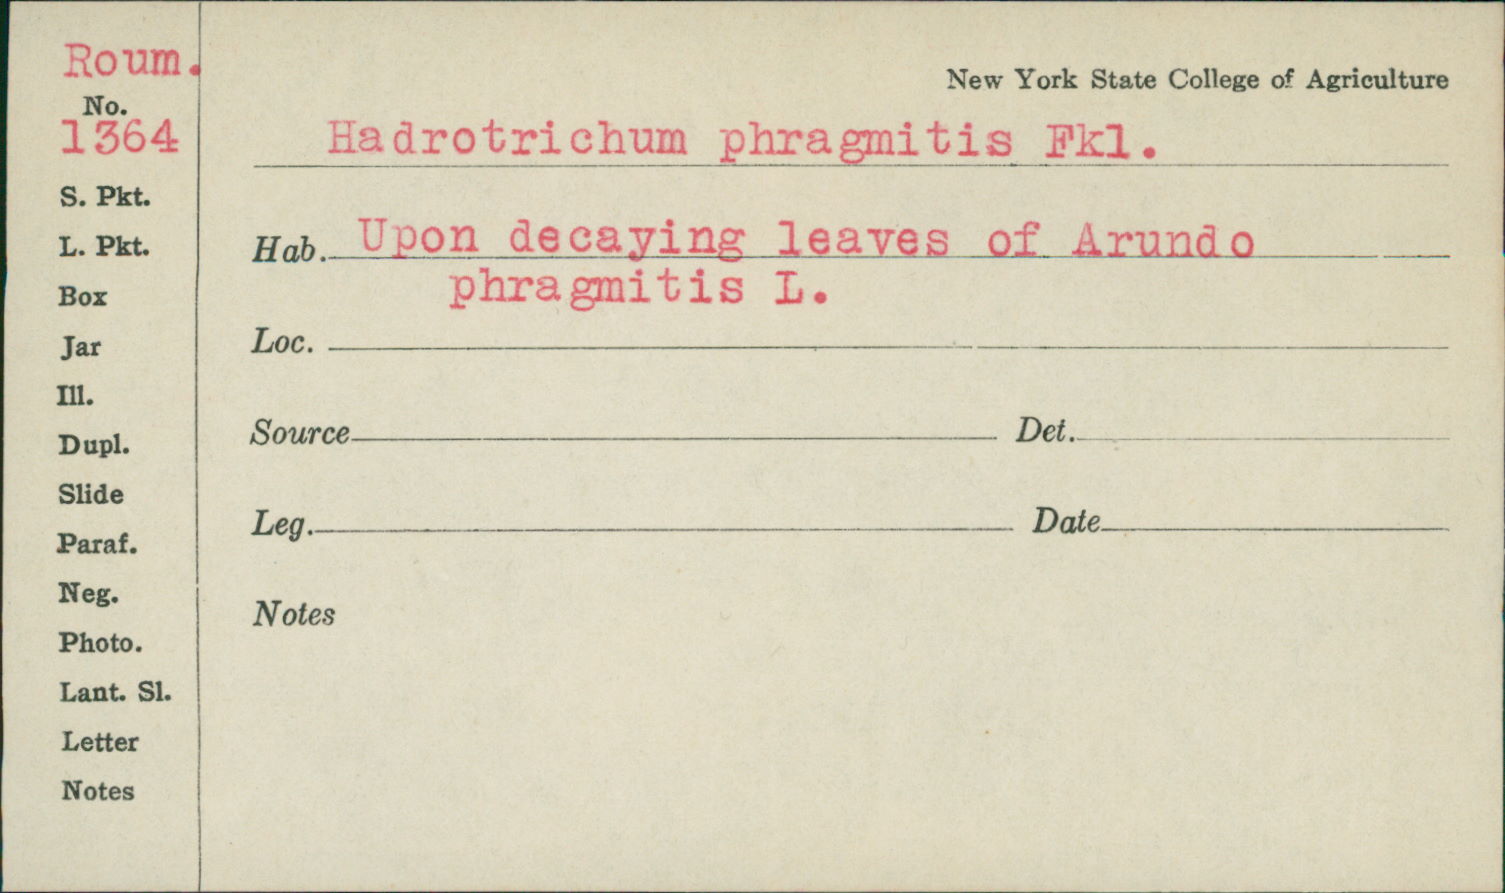 Roum.
No.
1364
S. Pkt.
L. Pkt.
Box
Jar
Ill.
Dupl.
Slide
Paraf.
Neg.
Photo.
Lant. Sl.
Letter
Notes
New York State College of Agriculture
Hadrotrichum phragmitis Fkl.
Hab. Upon decaying leaves of Arundo
phragmitis L.
Loc.
Source Det.
Leg. Date
Notes